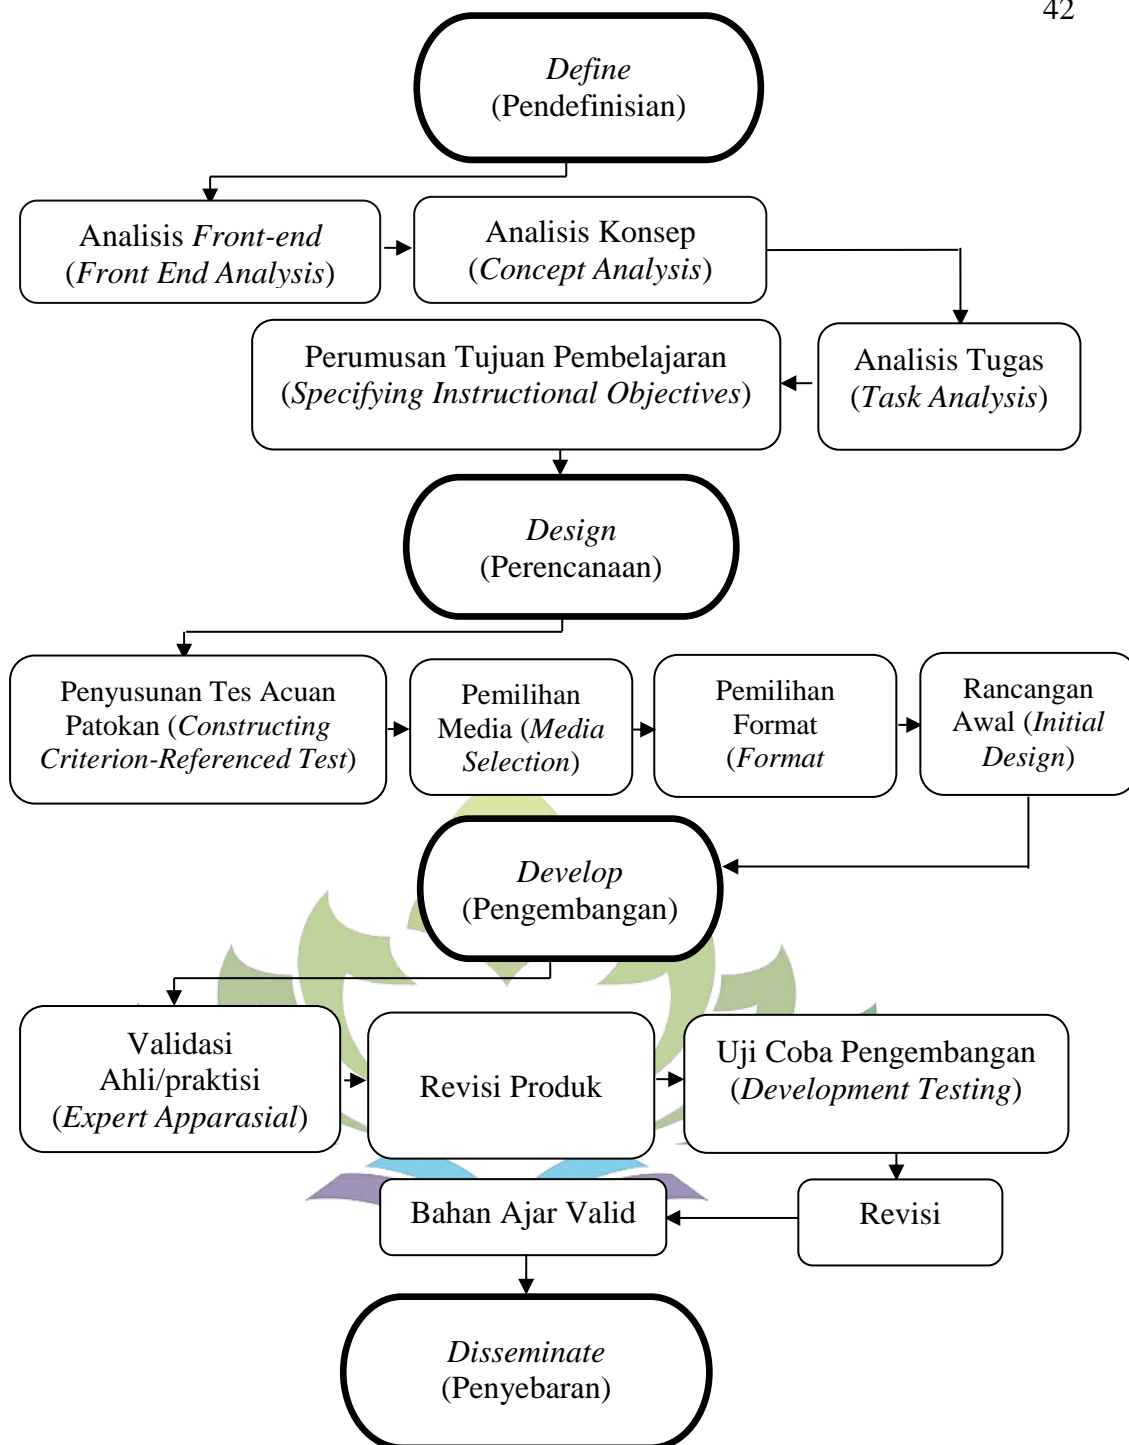 42
Define
(Pendefinisian)
Analisis Front-end
(Front End Analysis)
Analisis Konsep
(Concept Analysis)
Perumusan Tujuan Pembelajaran
(Specifying Instructional Objectives)
Analisis Tugas
(Task Analysis)
Design
(Perencanaan)
Penyusunan Tes Acuan
Patokan (Constructing
Criterion-Referenced Test)
Pemilihan
Media (Media
Selection)
Pemilihan
Format
(Format
Rancangan
Awal (Initial
Design)
Develop
(Pengembangan)
Validasi
Ahli/praktisi
(Expert Apparasial)
Revisi Produk
Uji Coba Pengembangan
(Development Testing)
Bahan Ajar Valid
Revisi
Disseminate
(Penyebaran)